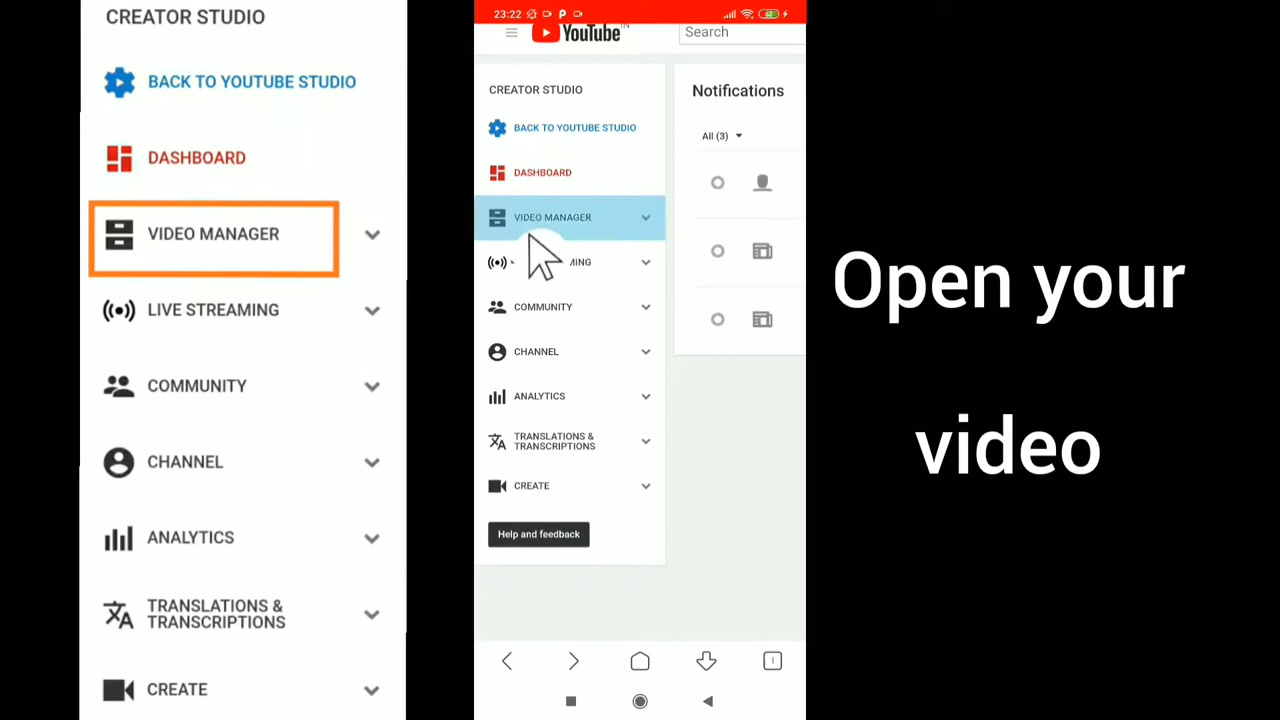 CREATOR STUDIO
BACK TO YOUTUBE STUDIO
DASHBOARD
VIDEO MANAGER
LIVE STREAMING
COMMUNITY
CHANNEL
ANALYTICS
TRANSLATIONS &
TRANSCRIPTIONS
CREATE
23:22
62
YouTube IN
Search
CREATOR STUDIO
BACK TO YOUTUBE STUDIO
DASHBOARD
VIDEO MANAGER
COMMUNITY
CHANNEL
ANALYTICS
TRANSLATIONS &
TRANSCRIPTIONS
CREATE
Help and feedback
Notifications
All (3)
Open your
video